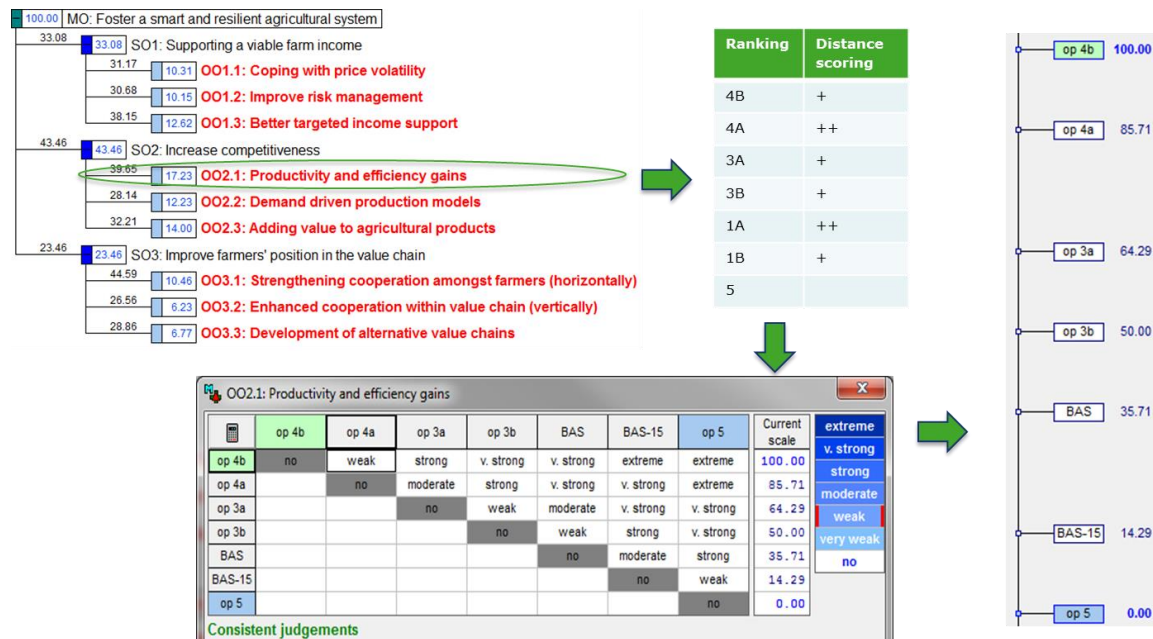 100.00 MO: Foster a smart and resilient agricultural system
33.08 33.08 SO1: Supporting a viable farm income
31.17 10.31 OO1.1: Coping with price volatility
30.68 10.15 OO1.2: Improve risk management
38.15 12.62 OO1.3: Better targeted income support
43.46 43.46 SO2: Increase competitiveness
39.65 17.23 OO2.1: Productivity and efficiency gains
28.14 12.23 OO2.2: Demand driven production models
32.21 14.00 OO2.3: Adding value to agricultural products
23.46 23.46 SO3: Improve farmers' position in the value chain
44.59 10.46 OO3.1: Strengthening cooperation amongst farmers (horizontally)
26.56 6.23 OO3.2: Enhanced cooperation within value chain (vertically)
28.86 6.77 OO3.3: Development of alternative value chains
Ranking Distance scoring
4B +
4A ++
3A +
3B +
1A ++
1B +
5
OO2.1: Productivity and efficiency gains
op 4b op 4a op 3a op 3b BAS BAS-15 op 5 Current scale
op 4b no weak strong v. strong v. strong extreme extreme 100.00
op 4a no moderate strong v. strong v. strong extreme 85.71
op 3a no weak moderate v. strong v. strong 64.29
op 3b no weak strong v. strong 50.00
BAS no moderate strong 35.71
BAS-15 no weak 14.29
op 5 no 0.00
Consistent judgements
extreme
v. strong
strong
moderate
weak
very weak
no
op 4b 100.00
op 4a 85.71
op 3a 64.29
op 3b 50.00
BAS 35.71
BAS-15 14.29
op 5 0.00